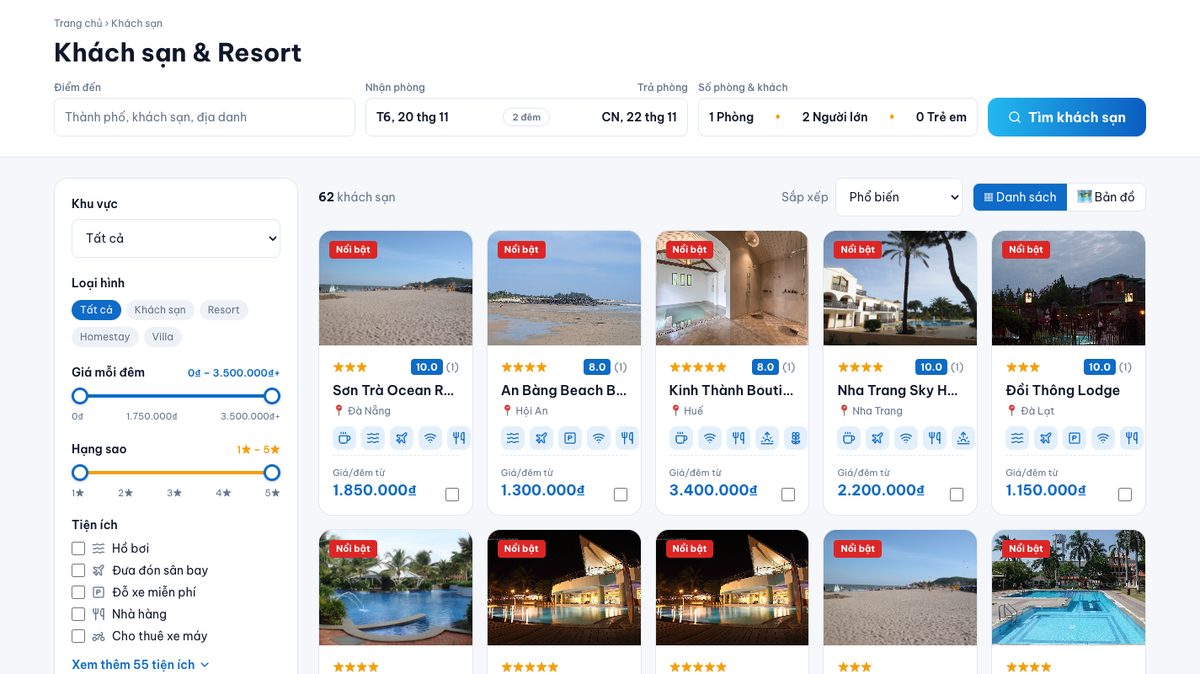 Trang chủ › Khách sạn
Khách sạn & Resort
Điểm đến
Nhận phòng
Trả phòng
Số phòng & khách
Thành phố, khách sạn, địa danh
T6, 20 thg 11
2 đêm
CN, 22 thg 11
1 Phòng • 2 Người lớn • 0 Trẻ em
Tìm khách sạn
Khu vực
Tất cả
Loại hình
Tất cả
Khách sạn
Resort
Homestay
Villa
Giá mỗi đêm
0₫ – 3.500.000₫+
0₫
1.750.000₫
3.500.000₫+
Hạng sao
1★ – 5★
1★
2★
3★
4★
5★
Tiện ích
Hồ bơi
Đưa đón sân bay
Đỗ xe miễn phí
Nhà hàng
Cho thuê xe máy
Xem thêm 55 tiện ích
62 khách sạn
Sắp xếp
Phổ biến
Danh sách
Bản đồ
Nổi bật
★★★
10.0 (1)
Sơn Trà Ocean R...
Đà Nẵng
Giá/đêm từ
1.850.000₫
Nổi bật
★★★★
8.0 (1)
An Bàng Beach B...
Hội An
Giá/đêm từ
1.300.000₫
Nổi bật
★★★★★
8.0 (1)
Kinh Thành Bouti...
Huế
Giá/đêm từ
3.400.000₫
Nổi bật
★★★★
10.0 (1)
Nha Trang Sky H...
Nha Trang
Giá/đêm từ
2.200.000₫
Nổi bật
★★★
10.0 (1)
Đồi Thông Lodge
Đà Lạt
Giá/đêm từ
1.150.000₫
Nổi bật
★★★★
Nổi bật
★★★★★
Nổi bật
★★★★★
Nổi bật
★★★
Nổi bật
★★★★